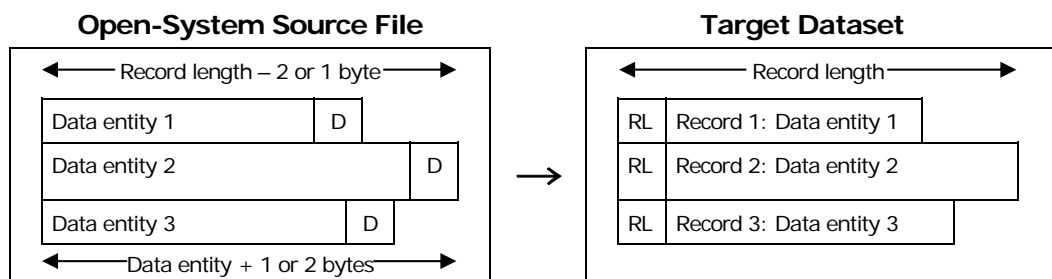 Open-System Source File
Record length – 2 or 1 byte
Data entity 1 D
Data entity 2 D
Data entity 3 D
Data entity + 1 or 2 bytes
Target Dataset
Record length
RL Record 1: Data entity 1
RL Record 2: Data entity 2
RL Record 3: Data entity 3